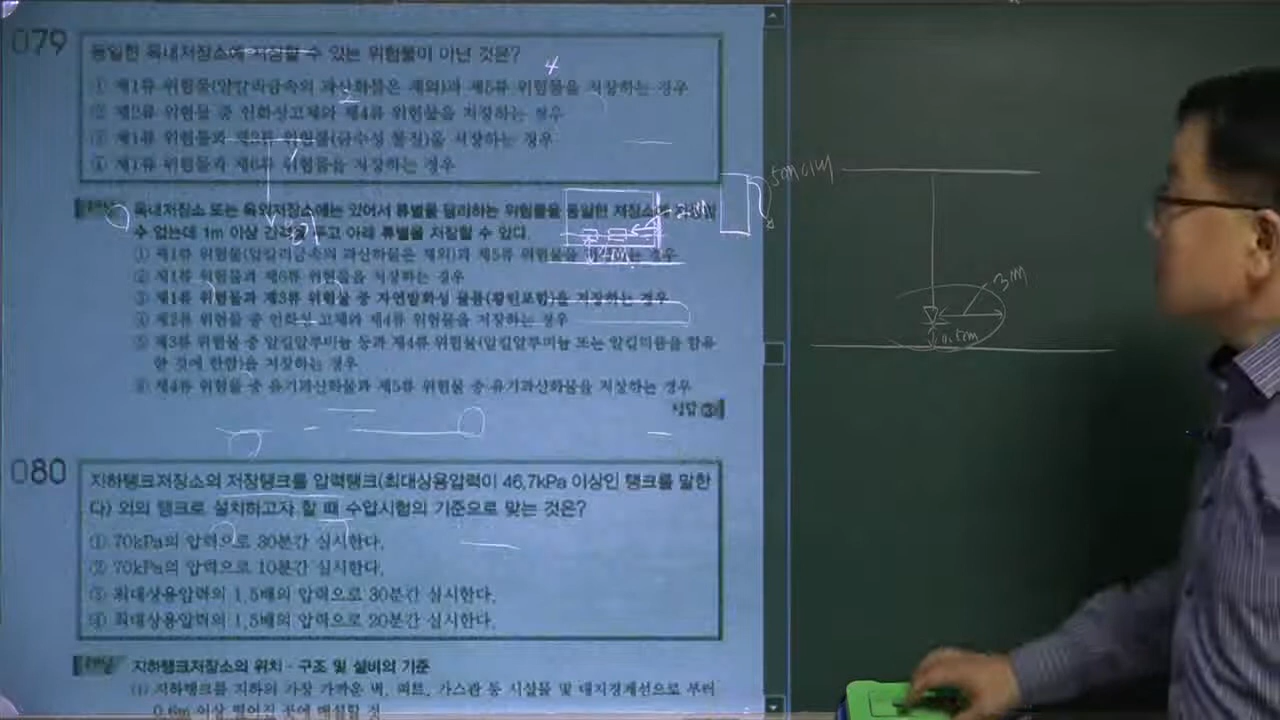 079
동일한 옥내저장소에 저장할 수 있는 위험물이 아닌 것은?
① 제1류 위험물(알칼리금속의 과산화물은 제외)과 제5류 위험물을 저장하는 경우
② 제2류 위험물 중 인화성고체와 제4류 위험물을 저장하는 경우
③ 제1류 위험물과 제3류 위험물(금수성 물질)을 저장하는 경우
④ 제1류 위험물과 제6류 위험물을 저장하는 경우
해설 옥내저장소 또는 옥외저장소에는 있어서 류별을 달리하는 위험물을 동일한 저장소에 저장할
수 없는데 1m 이상 간격을 두고 아래 류별을 저장할 수 있다.
① 제1류 위험물(알칼리금속의 과산화물은 제외)과 제5류 위험물을 저장하는 경우
② 제1류 위험물과 제6류 위험물을 저장하는 경우
③ 제1류 위험물과 제3류 위험물 중 자연발화성 물품(황린포함)을 저장하는 경우
④ 제2류 위험물 중 인화성 고체와 제4류 위험물을 저장하는 경우
⑤ 제3류 위험물 중 알킬알루미늄 등과 제4류 위험물(알킬알루미늄 또는 알킬리튬을 함유
한 것에 한함)을 저장하는 경우
⑥ 제4류 위험물 중 유기과산화물과 제5류 위험물 중 유기과산화물을 저장하는 경우
정답 ③
5m이내
3m
0.5m
080
지하탱크저장소의 저장탱크를 압력탱크(최대상용압력이 46.7kPa 이상인 탱크를 말한
다) 외의 탱크로 설치하고자 할 때 수압시험의 기준으로 맞는 것은?
① 70kPa의 압력으로 30분간 실시한다.
② 70kPa의 압력으로 10분간 실시한다.
③ 최대상용압력의 1.5배의 압력으로 30분간 실시한다.
④ 최대상용압력의 1.5배의 압력으로 20분간 실시한다.
해설 지하탱크저장소의 위치·구조 및 설비의 기준
(1) 지하탱크를 지하의 가장 가까운 벽, 피트, 가스관 등 시설물 및 대지경계선으로 부터
0.6m 이상 떨어진 곳에 매설할 것